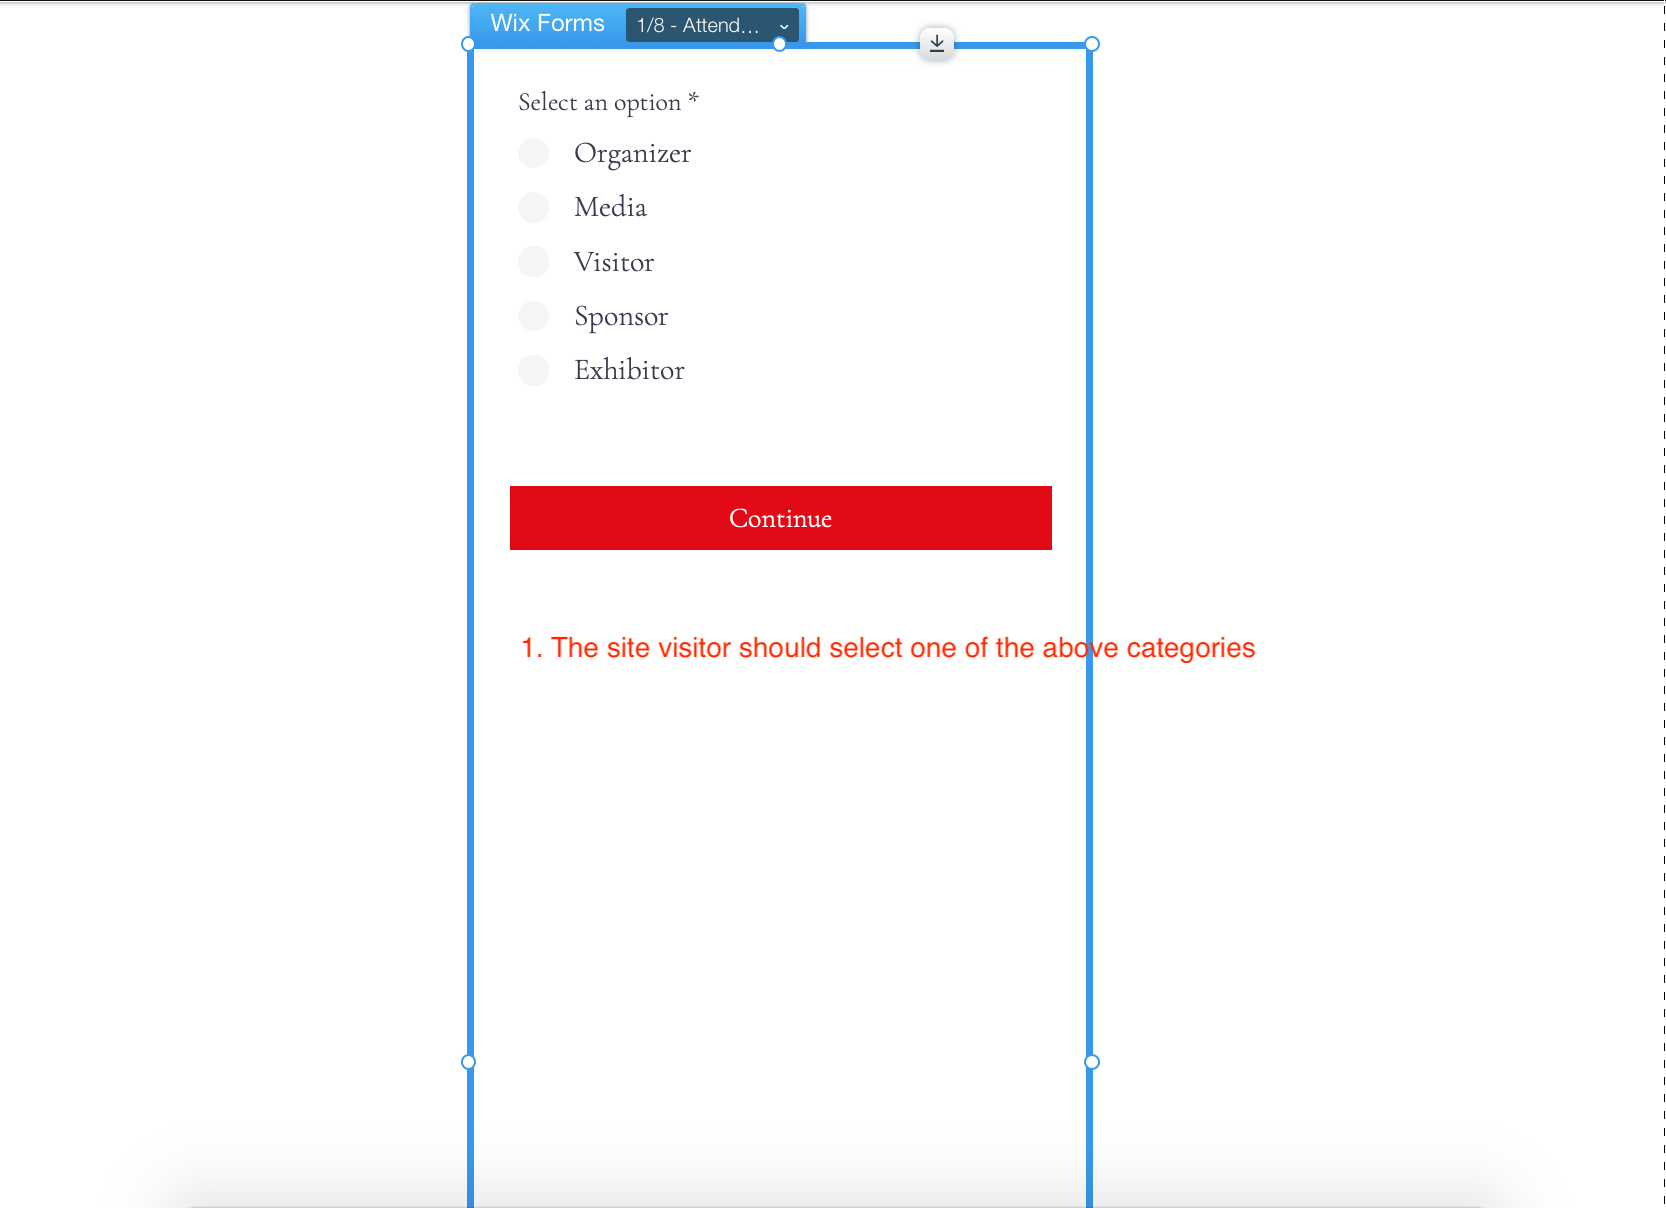 Wix Forms 1/8 - Attend...
Select an option *
Organizer
Media
Visitor
Sponsor
Exhibitor
Continue
1. The site visitor should select one of the above categories